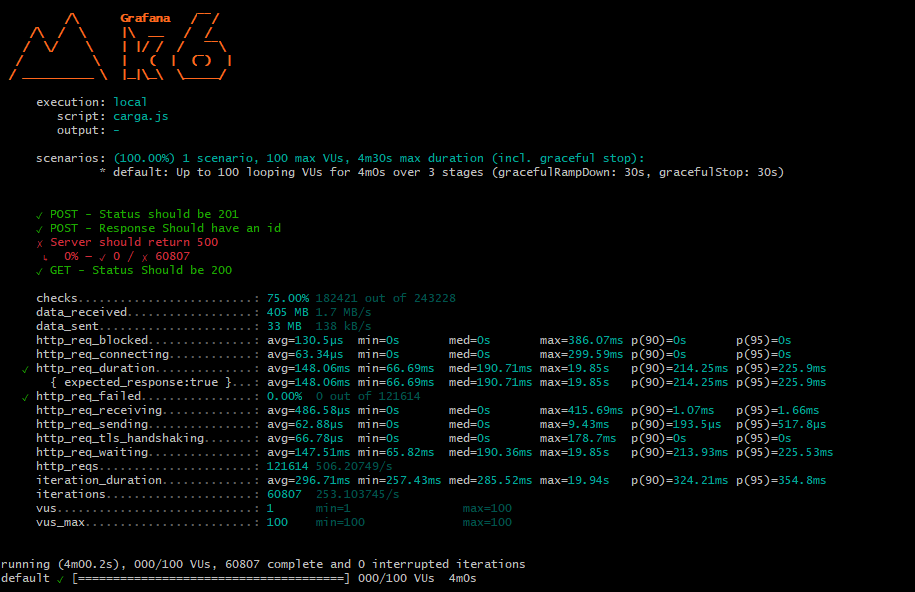 Grafana
execution: local
script: carga.js
output: -
scenarios: (100.00%) 1 scenario, 100 max VUs, 4m30s max duration (incl. graceful stop):
* default: Up to 100 looping VUs for 4m0s over 3 stages (gracefulRampDown: 30s, gracefulStop: 30s)
✓ POST - Status should be 201
✓ POST - Response Should have an id
✗ Server should return 500
↳ 0% — ✓ 0 / ✗ 60807
✓ GET - Status Should be 200
checks.........................: 75.00% 182421 out of 243228
data_received..................: 405 MB 1.7 MB/s
data_sent......................: 33 MB 138 kB/s
http_req_blocked...............: avg=130.5µs min=0s med=0s max=386.07ms p(90)=0s p(95)=0s
http_req_connecting............: avg=63.34µs min=0s med=0s max=299.59ms p(90)=0s p(95)=0s
✓ http_req_duration..............: avg=148.06ms min=66.69ms med=190.71ms max=19.85s p(90)=214.25ms p(95)=225.9ms
{ expected_response:true }...: avg=148.06ms min=66.69ms med=190.71ms max=19.85s p(90)=214.25ms p(95)=225.9ms
✓ http_req_failed................: 0.00% 0 out of 121614
http_req_receiving.............: avg=486.58µs min=0s med=0s max=415.69ms p(90)=1.07ms p(95)=1.66ms
http_req_sending...............: avg=62.88µs min=0s med=0s max=9.43ms p(90)=193.5µs p(95)=517.8µs
http_req_tls_handshaking.......: avg=66.78µs min=0s med=0s max=178.7ms p(90)=0s p(95)=0s
http_req_waiting...............: avg=147.51ms min=65.82ms med=190.36ms max=19.85s p(90)=213.93ms p(95)=225.53ms
http_reqs......................: 121614 506.20749/s
iteration_duration.............: avg=296.71ms min=257.43ms med=285.52ms max=19.94s p(90)=324.21ms p(95)=354.8ms
iterations.....................: 60807 253.103745/s
vus............................: 1 min=1 max=100
vus_max........................: 100 min=100 max=100
running (4m00.2s), 000/100 VUs, 60807 complete and 0 interrupted iterations
default ✓ [======================================] 000/100 VUs 4m0s